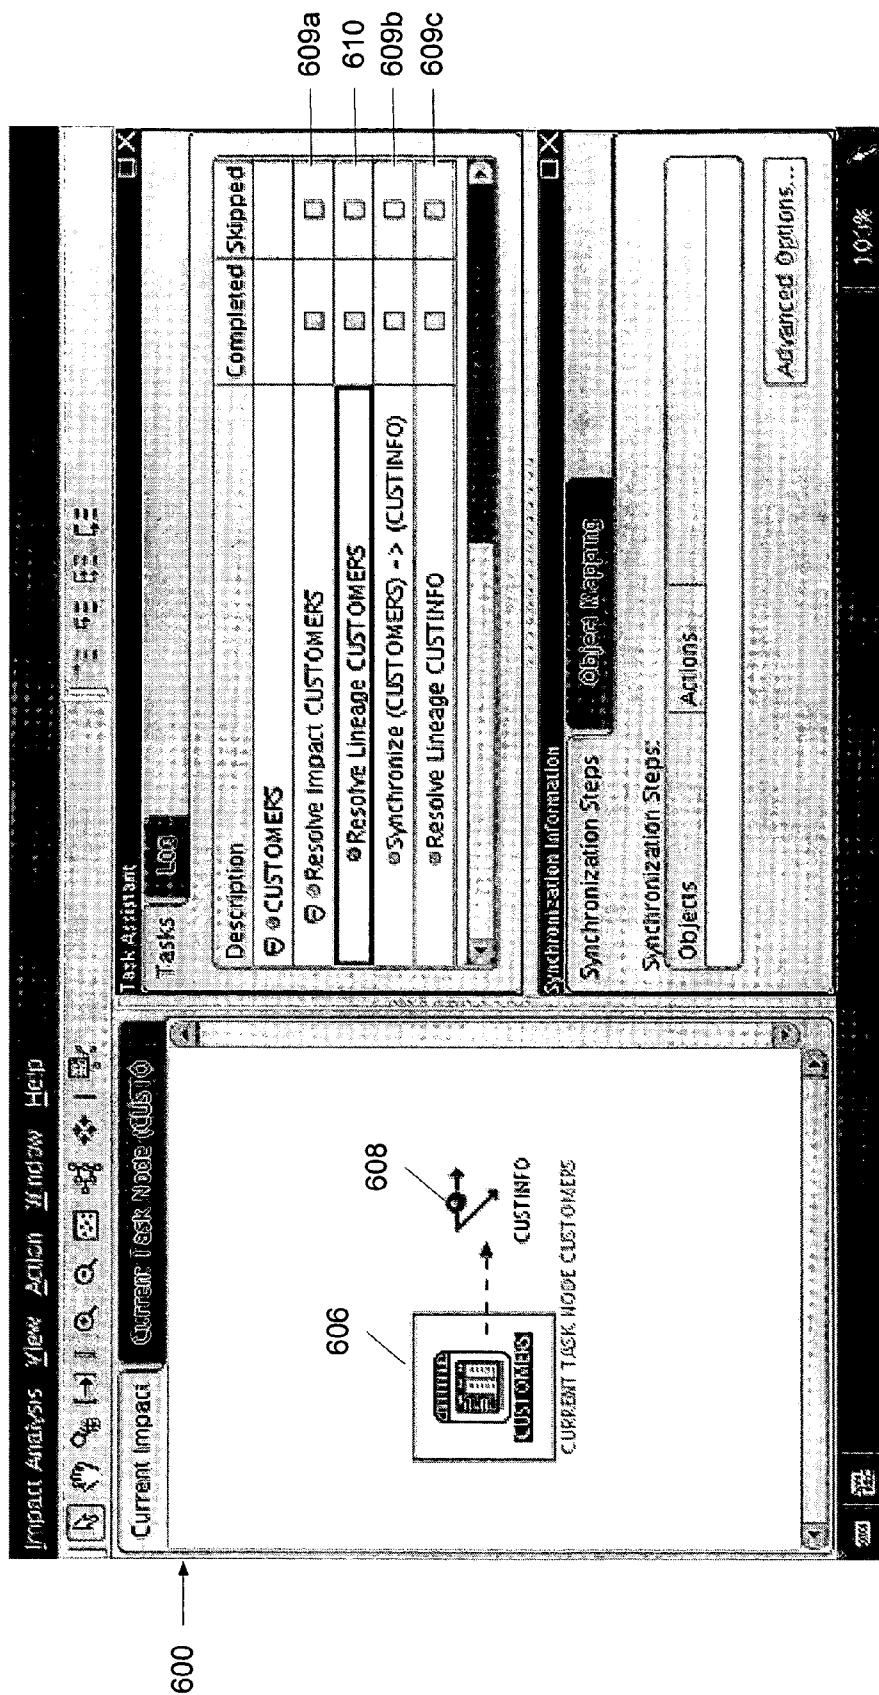 600
Impact Analysis View Action Window Help
Current Impact
Current Task Node (CUSTO
606
608
CUSTOMERS
CUSTINFO
CURRENT TASK NODE CUSTOMERS
Task Assistant
Tasks
Log
Description Completed Skipped
CUSTOMERS
Resolve Impact CUSTOMERS
609a
Resolve Lineage CUSTOMERS
610
Synchronize (CUSTOMERS) -> (CUSTINFO)
609b
Resolve Lineage CUSTINFO
609c
Synchronization Information
Synchronization Steps
Object Mapping
Synchronization Steps:
Objects Actions
Advanced Options...
100%